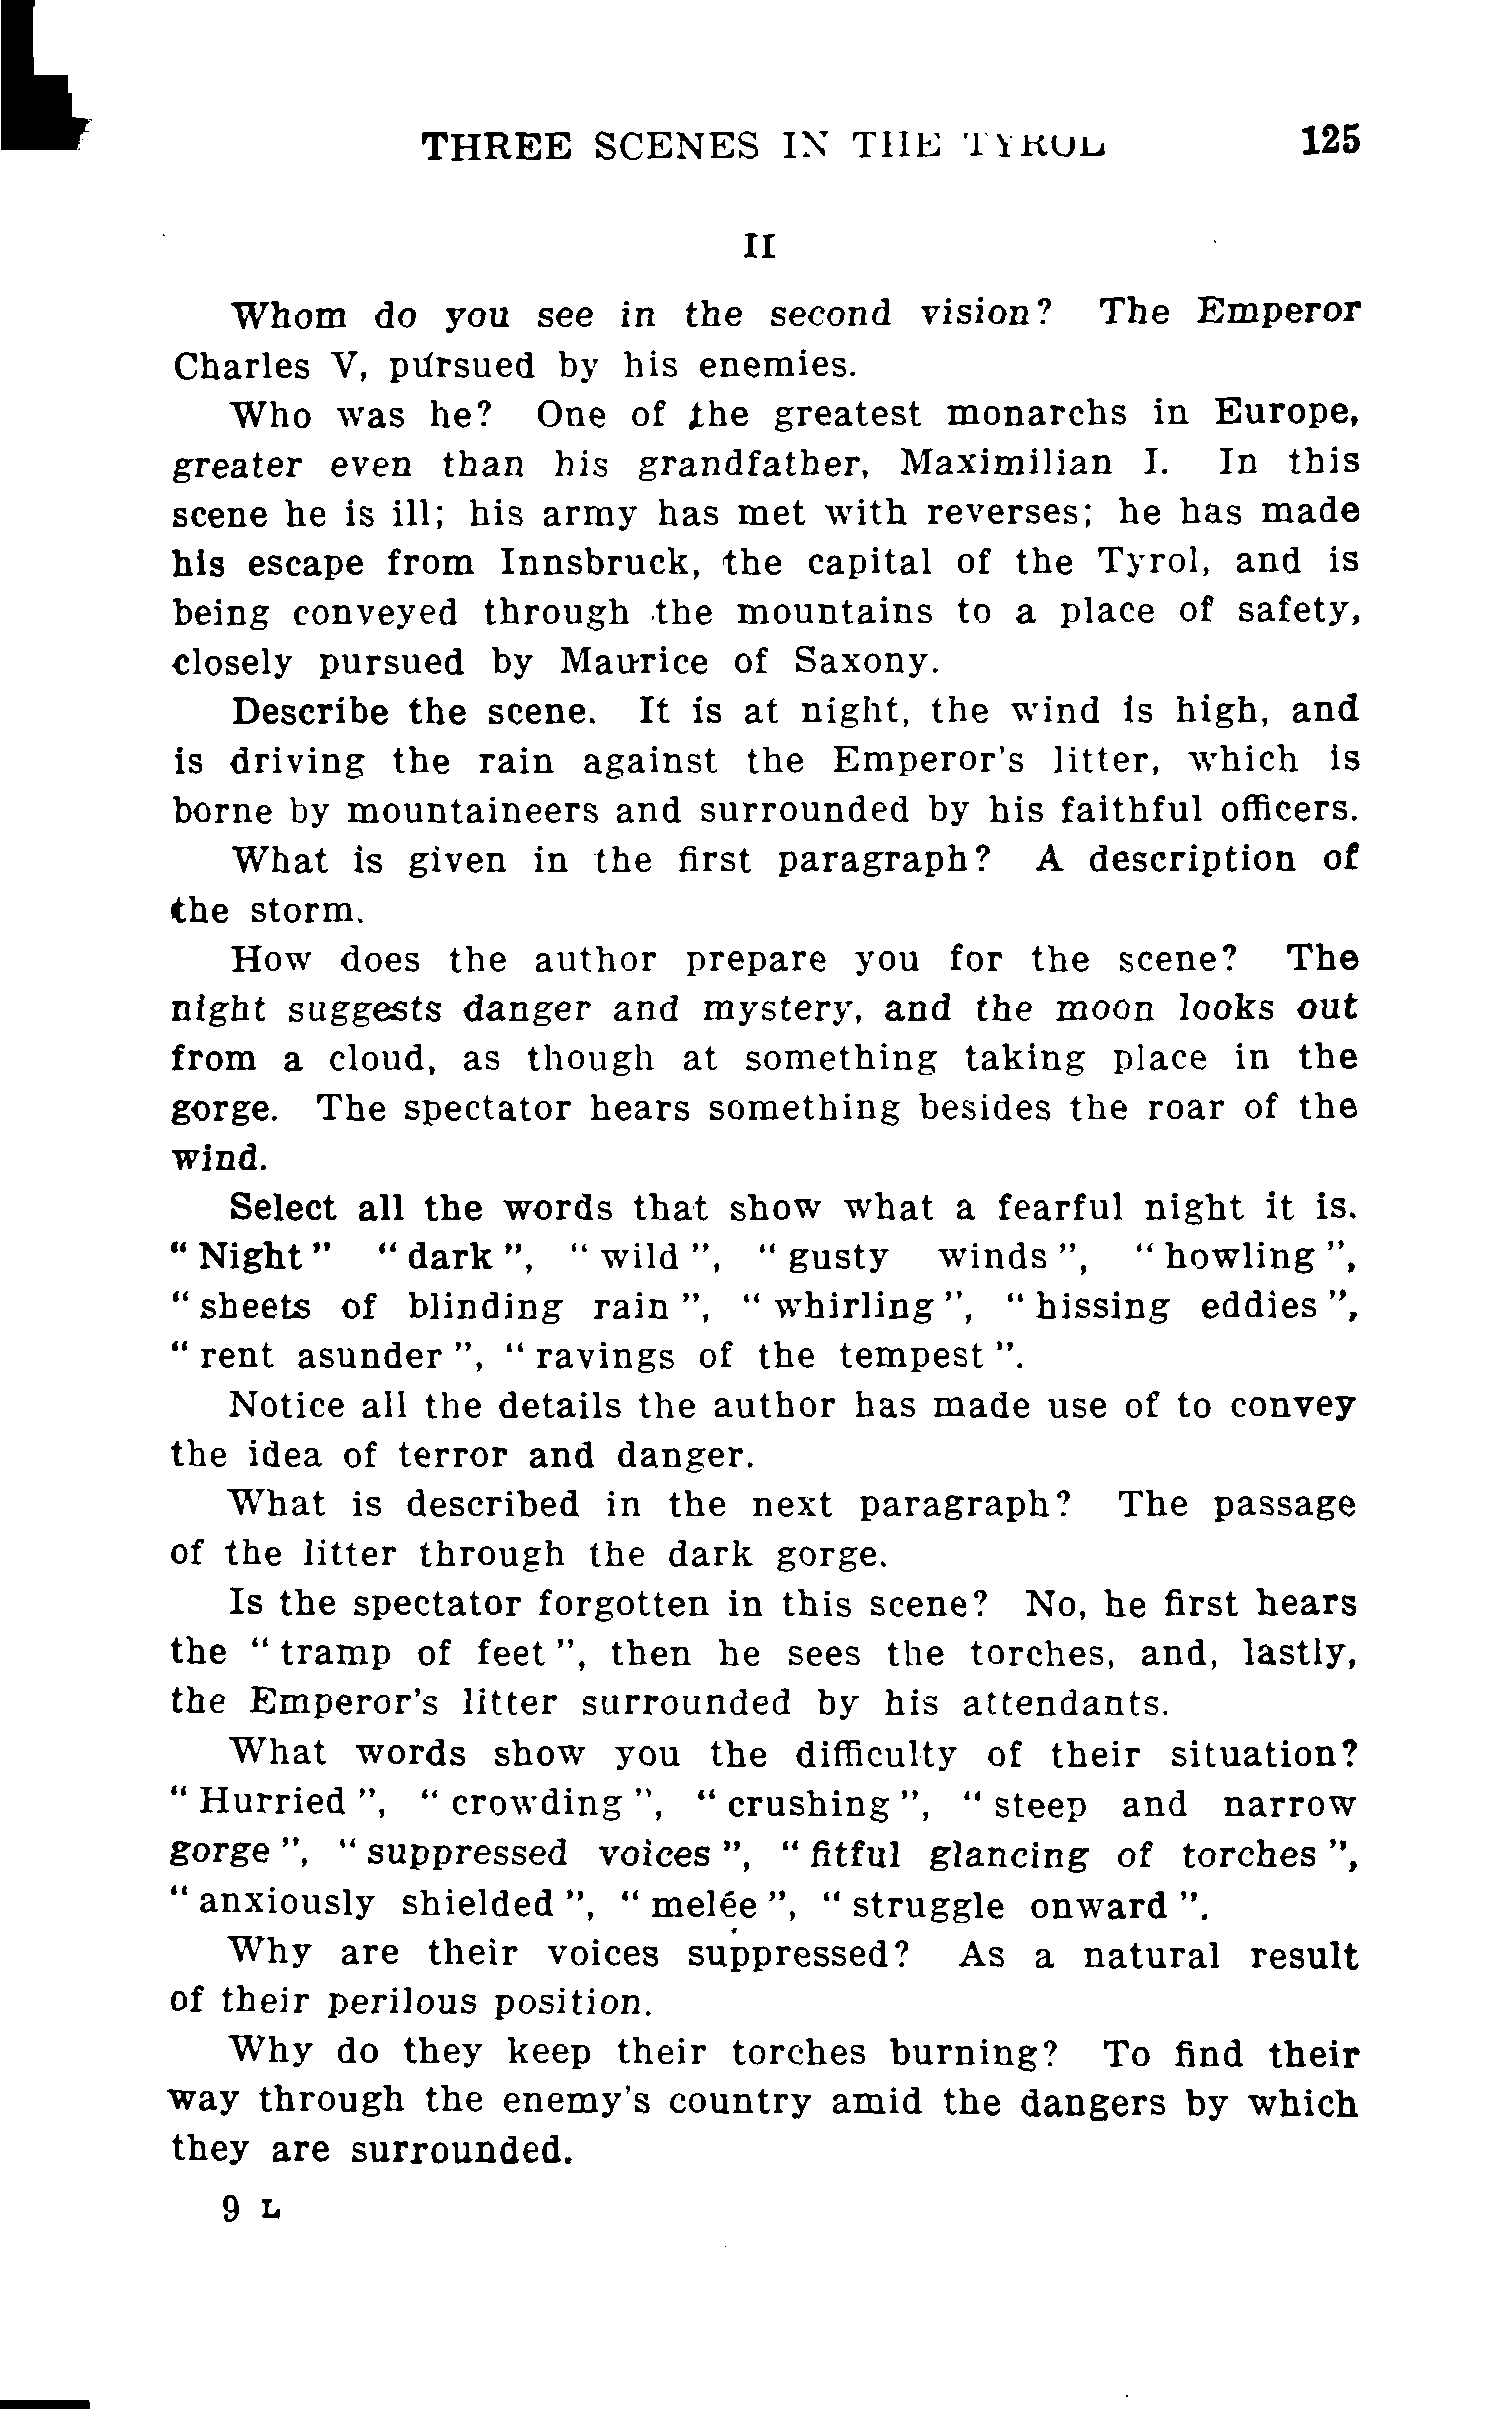 THREE SCENES IN THE TYROL 125
II
Whom do you see in the second vision? The Emperor
Charles V, pursued by his enemies.
Who was he? One of the greatest monarchs in Europe,
greater even than his grandfather, Maximilian I. In this
scene he is ill; his army has met with reverses; he has made
his escape from Innsbruck, the capital of the Tyrol, and is
being conveyed through the mountains to a place of safety,
closely pursued by Maurice of Saxony.
Describe the scene. It is at night, the wind is high, and
is driving the rain against the Emperor's litter, which is
borne by mountaineers and surrounded by his faithful officers.
What is given in the first paragraph? A description of
the storm.
How does the author prepare you for the scene? The
night suggests danger and mystery, and the moon looks out
from a cloud, as though at something taking place in the
gorge. The spectator hears something besides the roar of the
wind.
Select all the words that show what a fearful night it is.
“ Night ” “ dark ”, “ wild ”, “ gusty winds ”, “ howling ”,
“ sheets of blinding rain ”, “ whirling ”, “ hissing eddies ”,
“ rent asunder ”, “ ravings of the tempest ”.
Notice all the details the author has made use of to convey
the idea of terror and danger.
What is described in the next paragraph? The passage
of the litter through the dark gorge.
Is the spectator forgotten in this scene? No, he first hears
the “ tramp of feet ”, then he sees the torches, and, lastly,
the Emperor's litter surrounded by his attendants.
What words show you the difficulty of their situation?
“ Hurried ”, “ crowding ”, “ crushing ”, “ steep and narrow
gorge ”, “ suppressed voices ”, “ fitful glancing of torches ”,
“ anxiously shielded ”, “ melée ”, “ struggle onward ”.
Why are their voices suppressed? As a natural result
of their perilous position.
Why do they keep their torches burning? To find their
way through the enemy's country amid the dangers by which
they are surrounded.
9 L